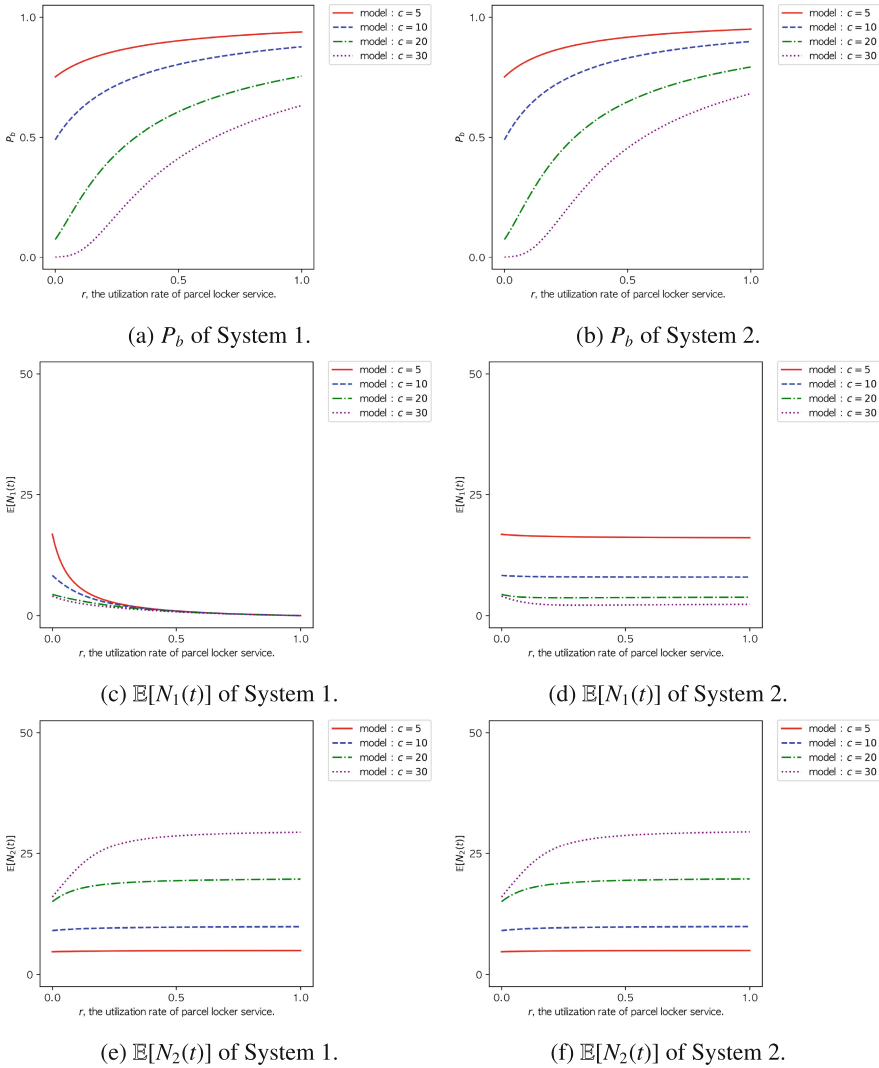 1.0
0.5
0.0
P_b
0.0 0.5 1.0
r, the utilization rate of parcel locker service.
model : c = 5
model : c = 10
model : c = 20
model : c = 30
(a) P_b of System 1.
1.0
0.5
0.0
P_b
0.0 0.5 1.0
r, the utilization rate of parcel locker service.
model : c = 5
model : c = 10
model : c = 20
model : c = 30
(b) P_b of System 2.
50
25
0
𝔼[N_1(t)]
0.0 0.5 1.0
r, the utilization rate of parcel locker service.
model : c = 5
model : c = 10
model : c = 20
model : c = 30
(c) 𝔼[N_1(t)] of System 1.
50
25
0
𝔼[N_1(t)]
0.0 0.5 1.0
r, the utilization rate of parcel locker service.
model : c = 5
model : c = 10
model : c = 20
model : c = 30
(d) 𝔼[N_1(t)] of System 2.
50
25
0
𝔼[N_2(t)]
0.0 0.5 1.0
r, the utilization rate of parcel locker service.
model : c = 5
model : c = 10
model : c = 20
model : c = 30
(e) 𝔼[N_2(t)] of System 1.
50
25
0
𝔼[N_2(t)]
0.0 0.5 1.0
r, the utilization rate of parcel locker service.
model : c = 5
model : c = 10
model : c = 20
model : c = 30
(f) 𝔼[N_2(t)] of System 2.